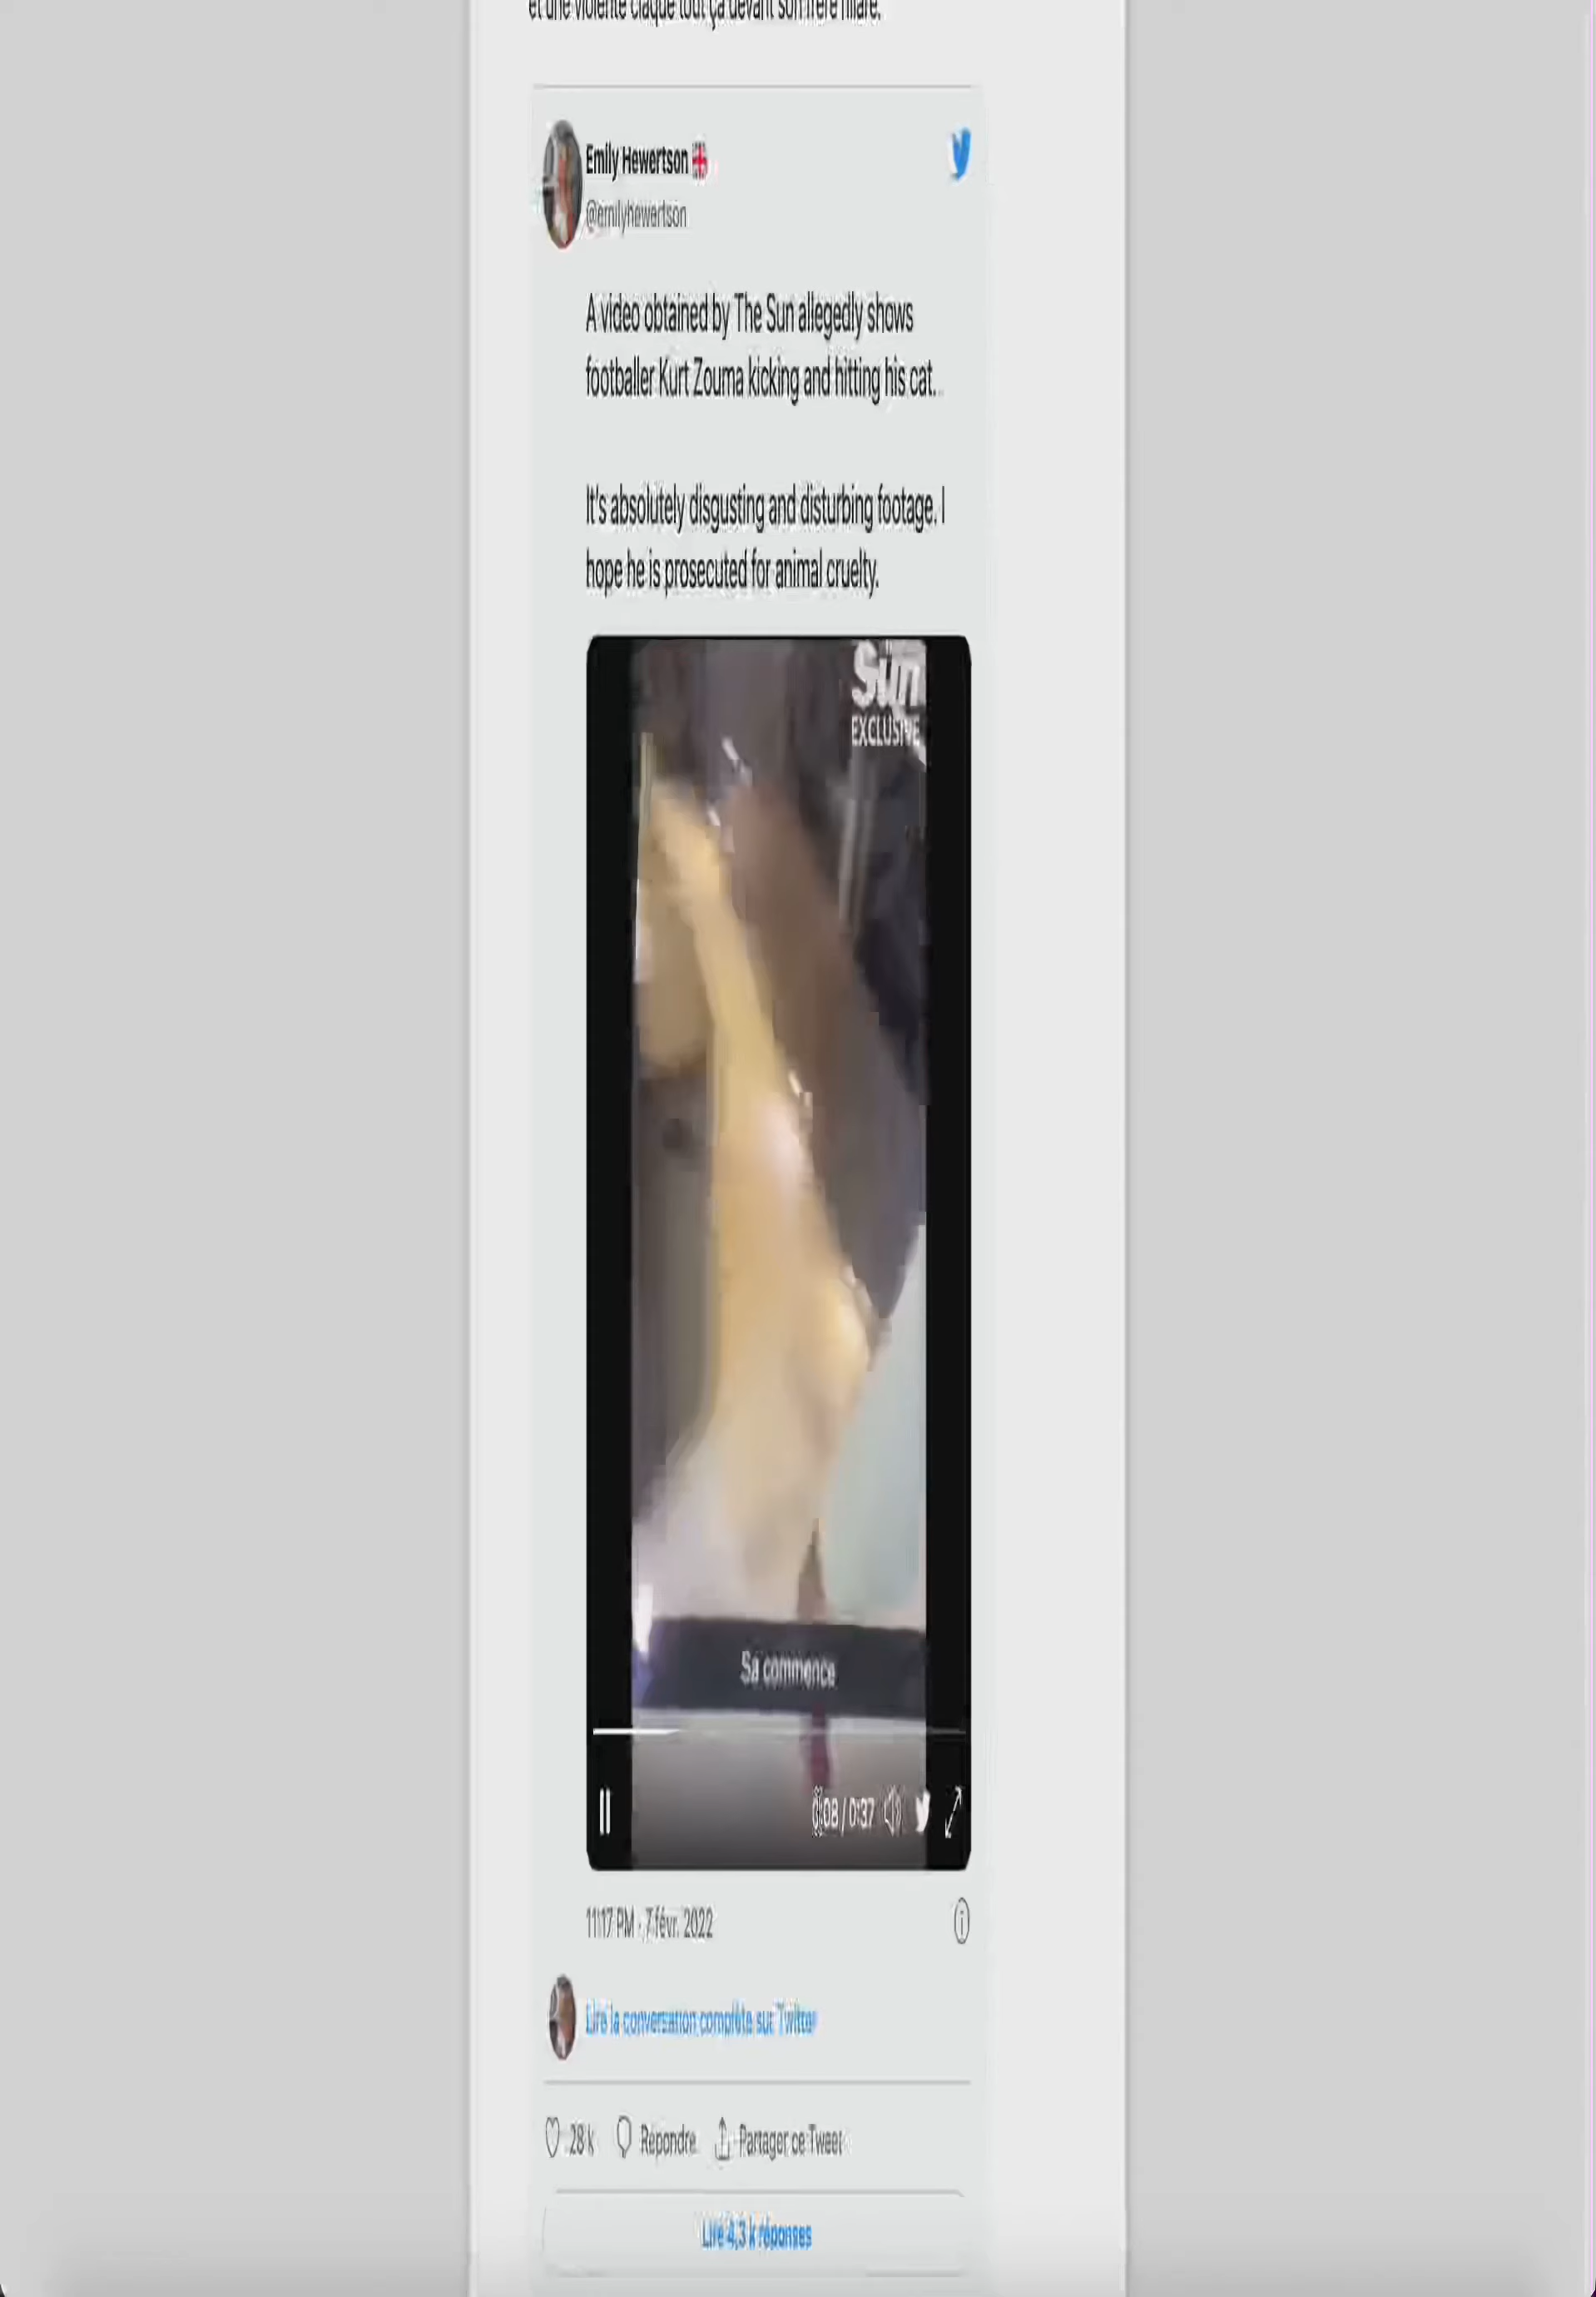 et une violente claque tout ça devant son frère hilare.
Emily Hewertson 🇬🇧
@emilyhewertson
A video obtained by The Sun allegedly shows
footballer Kurt Zouma kicking and hitting his cat..
It's absolutely disgusting and disturbing footage. I
hope he is prosecuted for animal cruelty.
Sun
EXCLUSIVE
Sa commence
0:08 / 0:37
11:17 PM · 7 févr. 2022
Lire la conversation complète sur Twitter
28 k Répondre Partager ce Tweet
Lire 4,3 k réponses